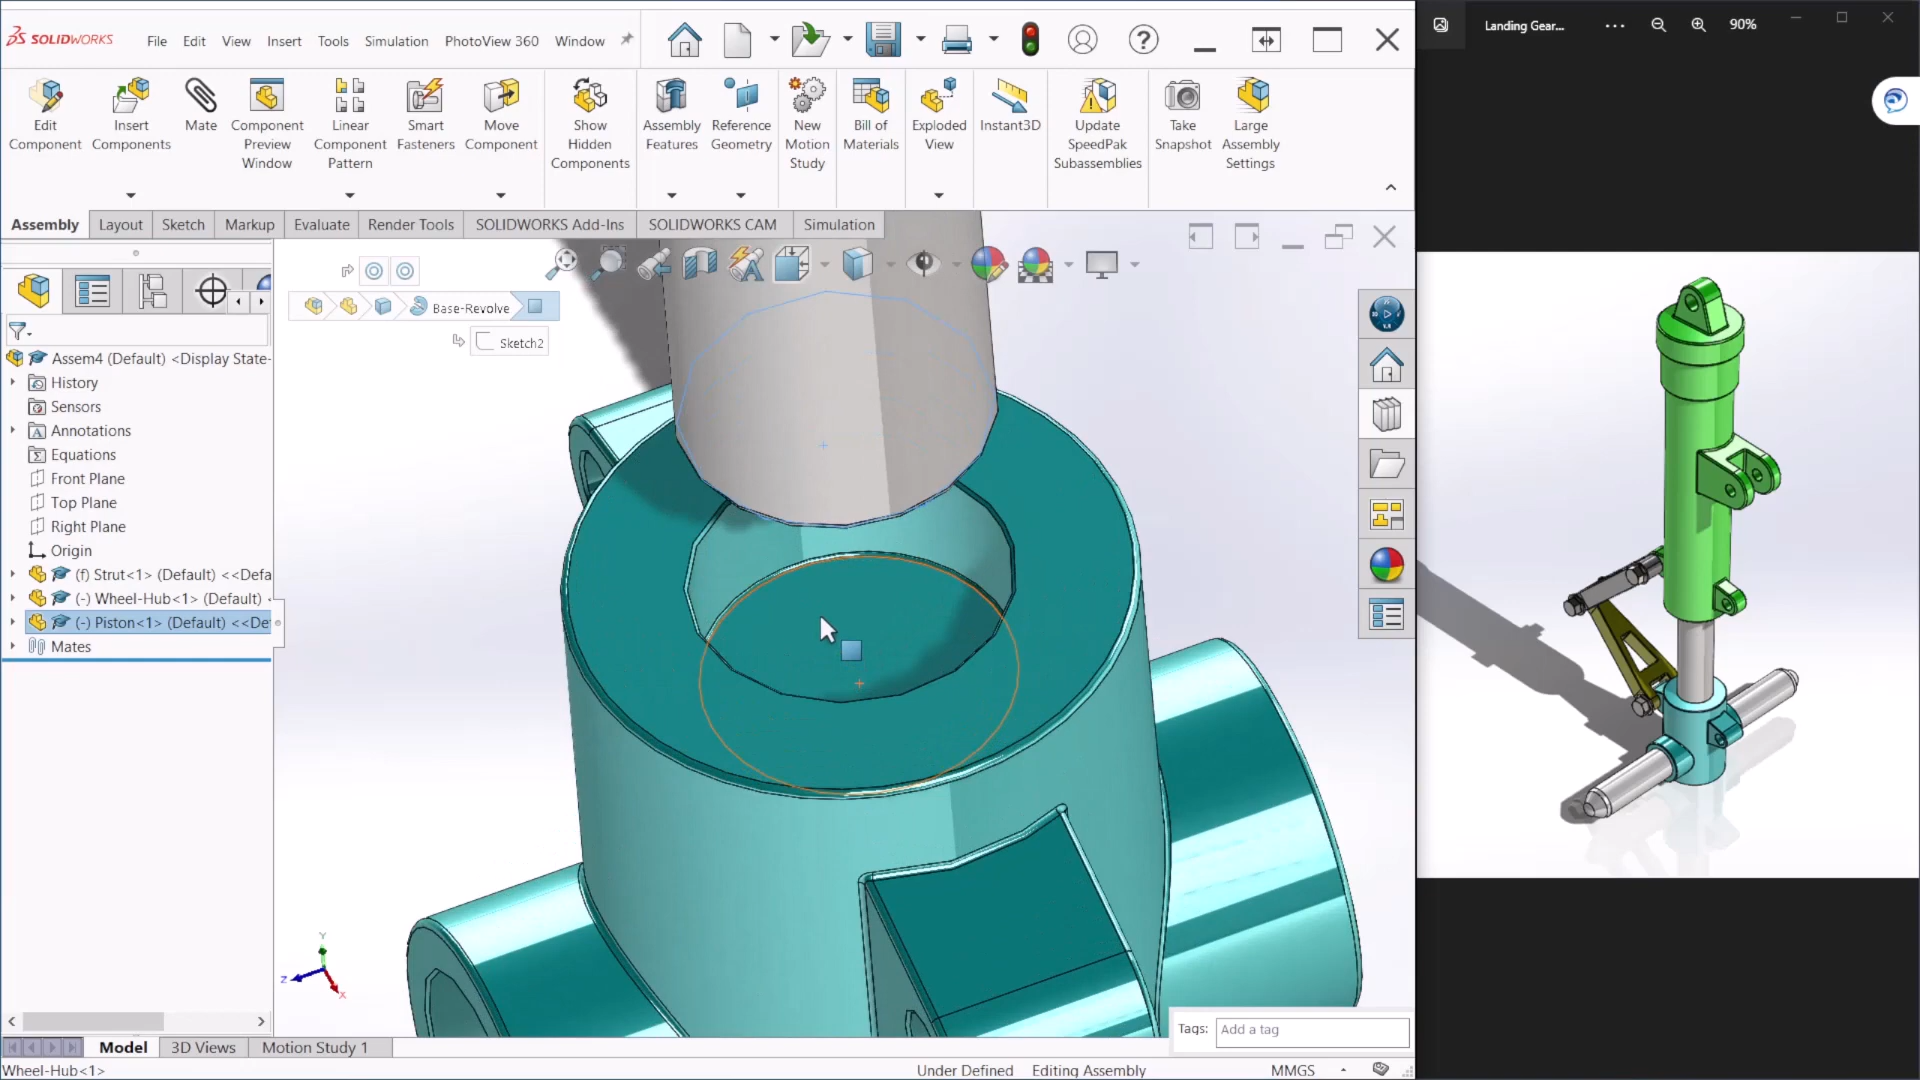 SOLIDWORKS
File Edit View Insert Tools Simulation PhotoView 360 Window
Landing Gear...
90%
Edit Component
Insert Components
Mate
Component Preview Window
Linear Component Pattern
Smart Fasteners
Move Component
Show Hidden Components
Assembly Features
Reference Geometry
New Motion Study
Bill of Materials
Exploded View
Instant3D
Update SpeedPak Subassemblies
Take Snapshot
Large Assembly Settings
Assembly Layout Sketch Markup Evaluate Render Tools SOLIDWORKS Add-Ins SOLIDWORKS CAM Simulation
Base-Revolve
Sketch2
Assem4 (Default) <Display State-
History
Sensors
Annotations
Equations
Front Plane
Top Plane
Right Plane
Origin
(f) Strut<1> (Default) <<Defa
(-) Wheel-Hub<1> (Default)
(-) Piston<1> (Default) <<De
Mates
Y
Z
X
Tags: Add a tag
Model 3D Views Motion Study 1
Wheel-Hub<1>
Under Defined Editing Assembly MMGS